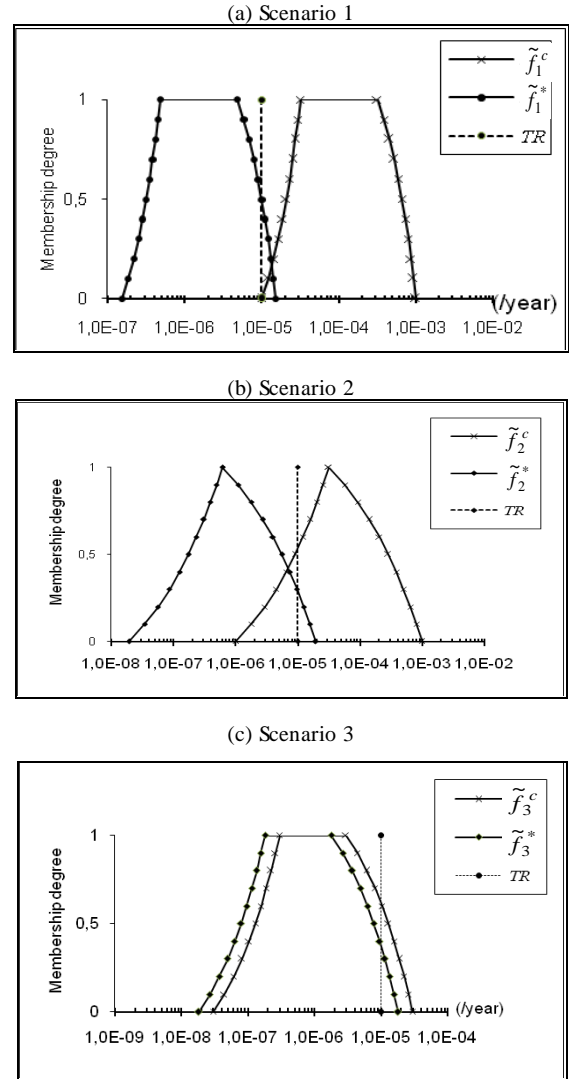 (a) Scenario 1
f̃₁ᶜ
f̃₁*
TR
Membership degree
1
0,5
0
(/year)
1,0E-07 1,0E-06 1,0E-05 1,0E-04 1,0E-03 1,0E-02
(b) Scenario 2
f̃₂ᶜ
f̃₂*
TR
Membership degree
1
0,5
0
1,0E-08 1,0E-07 1,0E-06 1,0E-05 1,0E-04 1,0E-03 1,0E-02
(c) Scenario 3
f̃₃ᶜ
f̃₃*
TR
Membership degree
1
0,5
0
(/year)
1,0E-09 1,0E-08 1,0E-07 1,0E-06 1,0E-05 1,0E-04